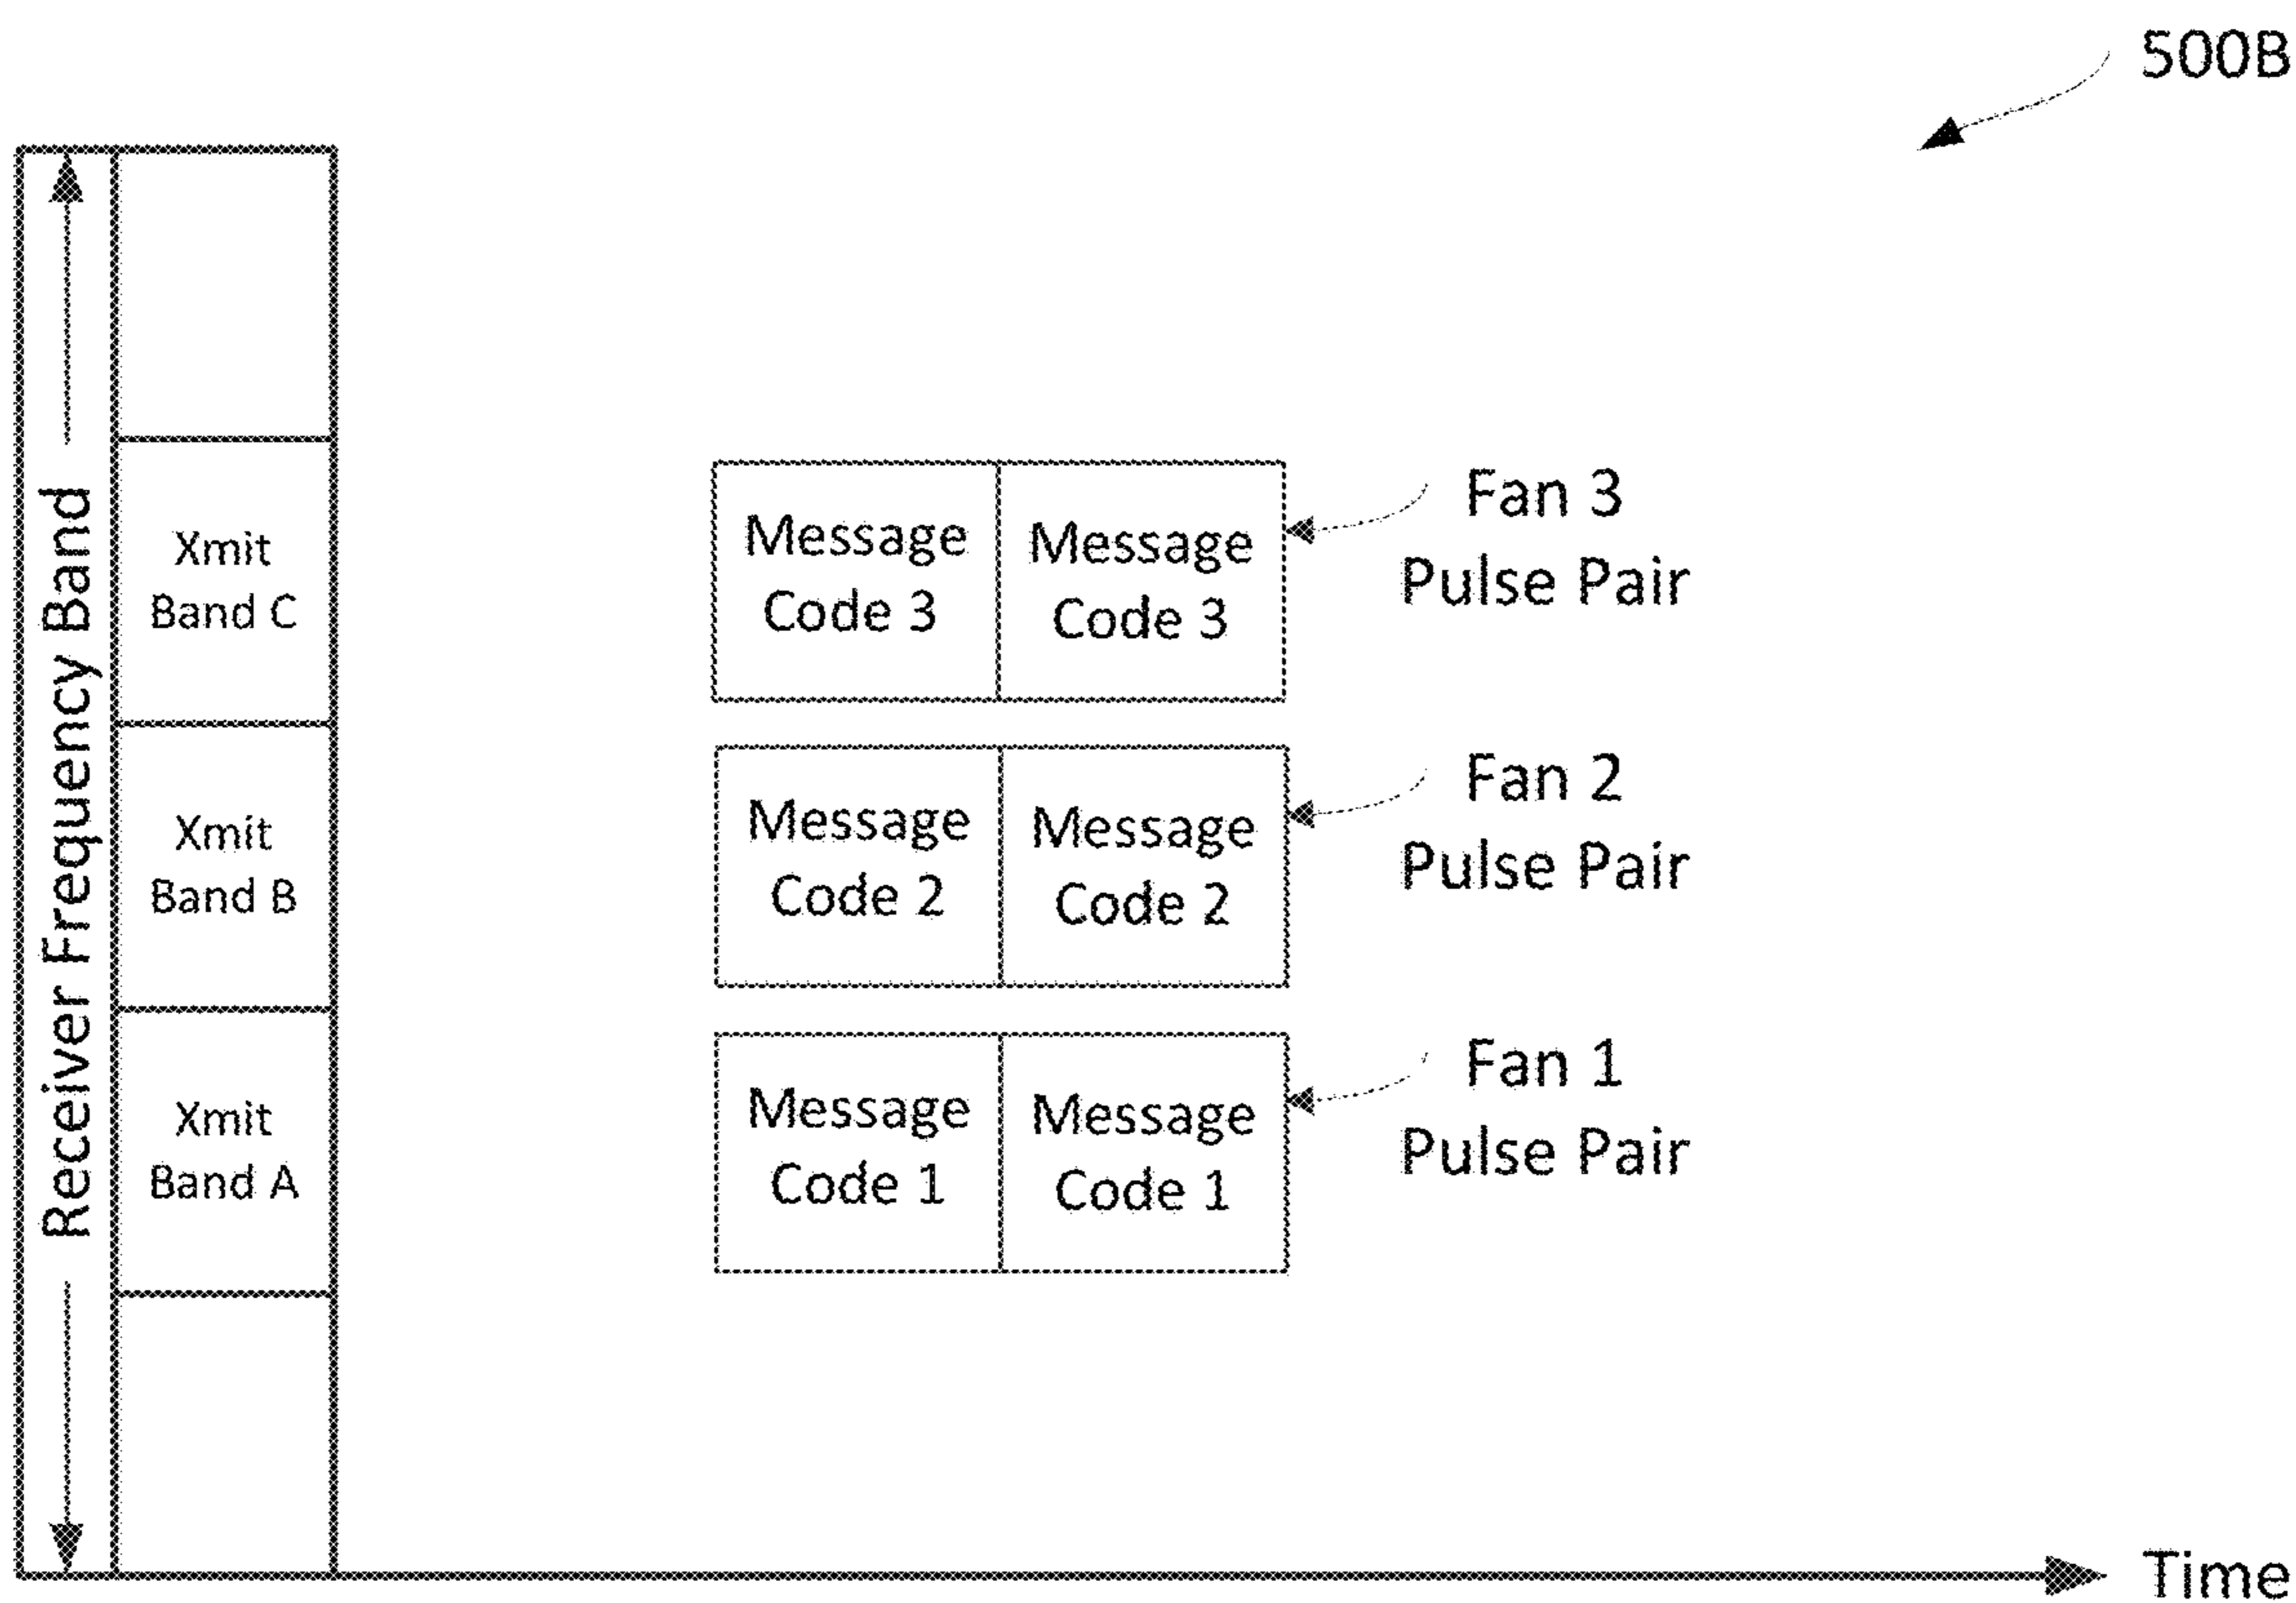 500B
Receiver Frequency Band
Xmit
Band C
Message
Code 3
Message
Code 3
Fan 3
Pulse Pair
Xmit
Band B
Message
Code 2
Message
Code 2
Fan 2
Pulse Pair
Xmit
Band A
Message
Code 1
Message
Code 1
Fan 1
Pulse Pair
Time